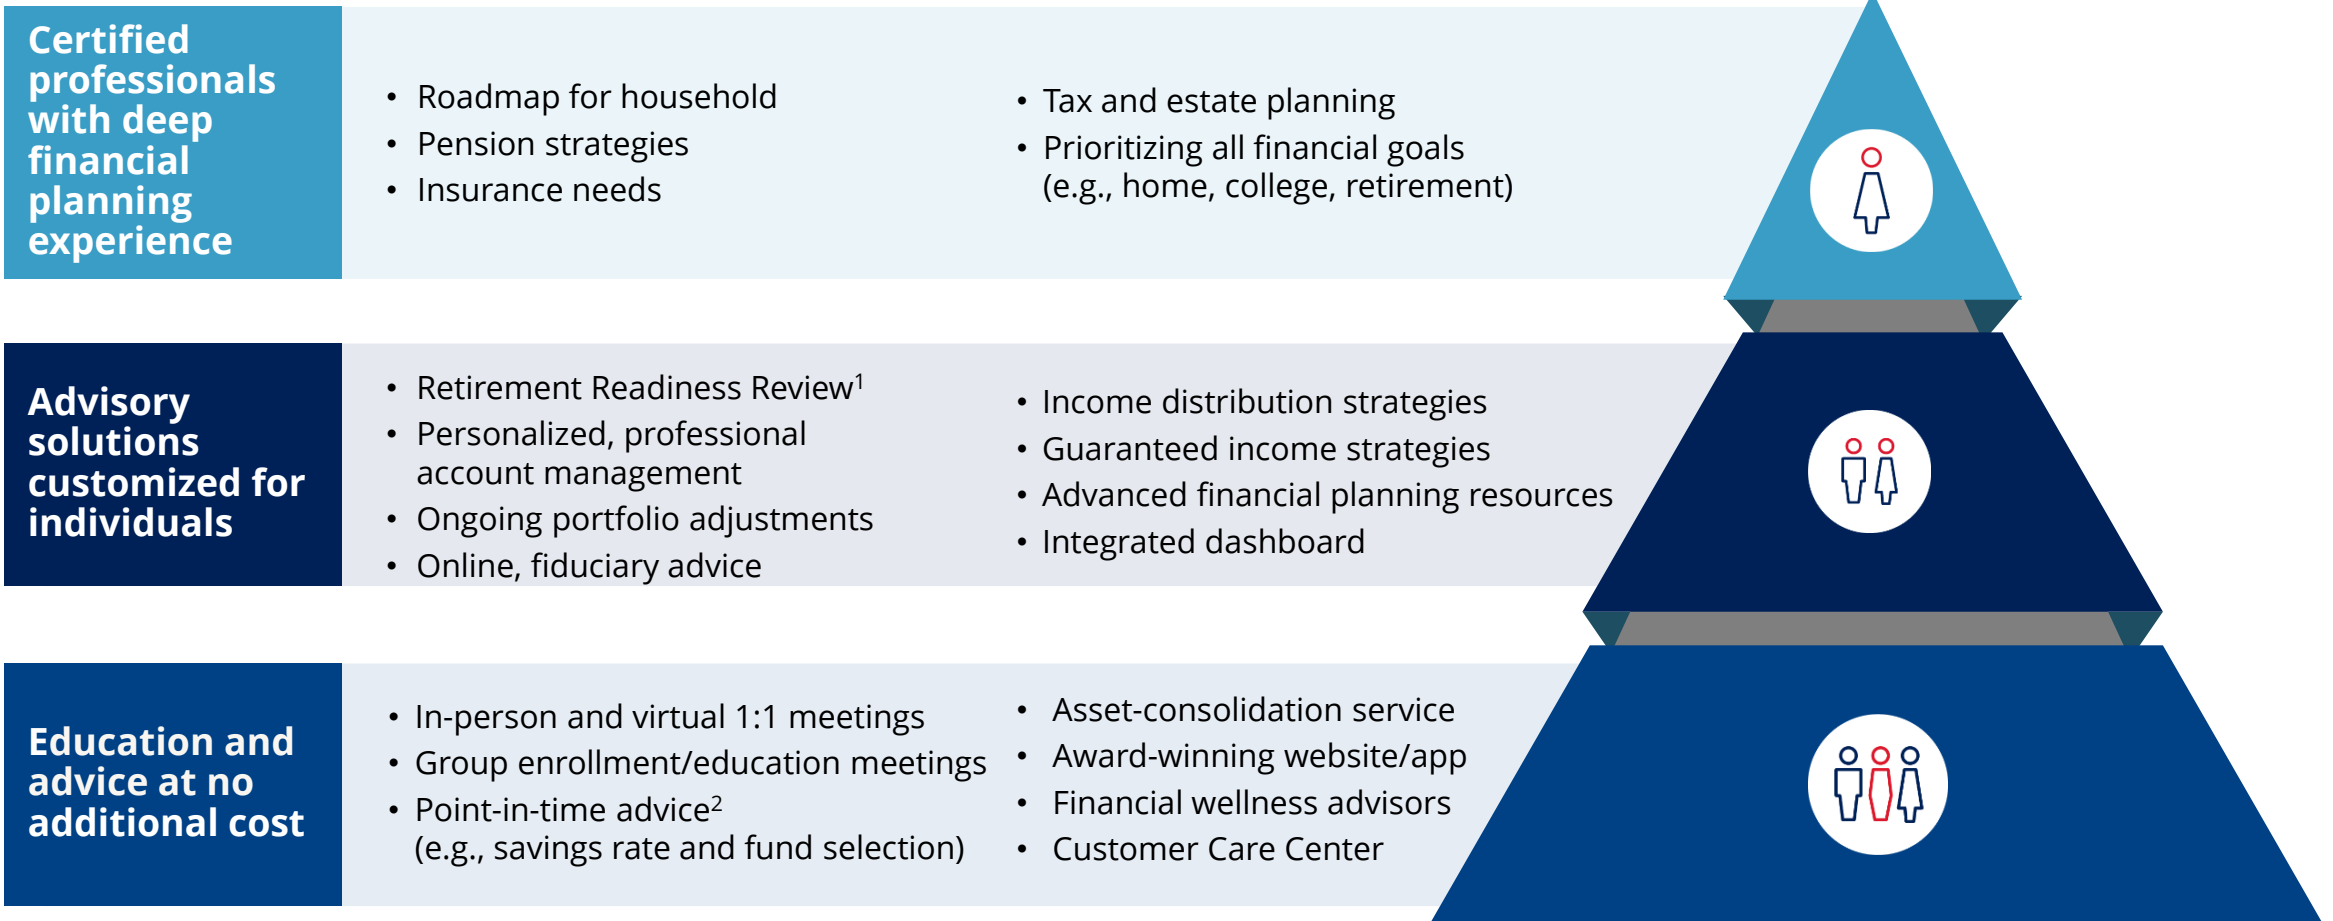 Certified
professionals
with deep
financial
planning
experience
• Roadmap for household
• Pension strategies
• Insurance needs
• Tax and estate planning
• Prioritizing all financial goals
(e.g., home, college, retirement)
Advisory
solutions
customized for
individuals
• Retirement Readiness Review¹
• Personalized, professional
account management
• Ongoing portfolio adjustments
• Online, fiduciary advice
• Income distribution strategies
• Guaranteed income strategies
• Advanced financial planning resources
• Integrated dashboard
Education and
advice at no
additional cost
• In-person and virtual 1:1 meetings
• Group enrollment/education meetings
• Point-in-time advice²
(e.g., savings rate and fund selection)
• Asset-consolidation service
• Award-winning website/app
• Financial wellness advisors
• Customer Care Center